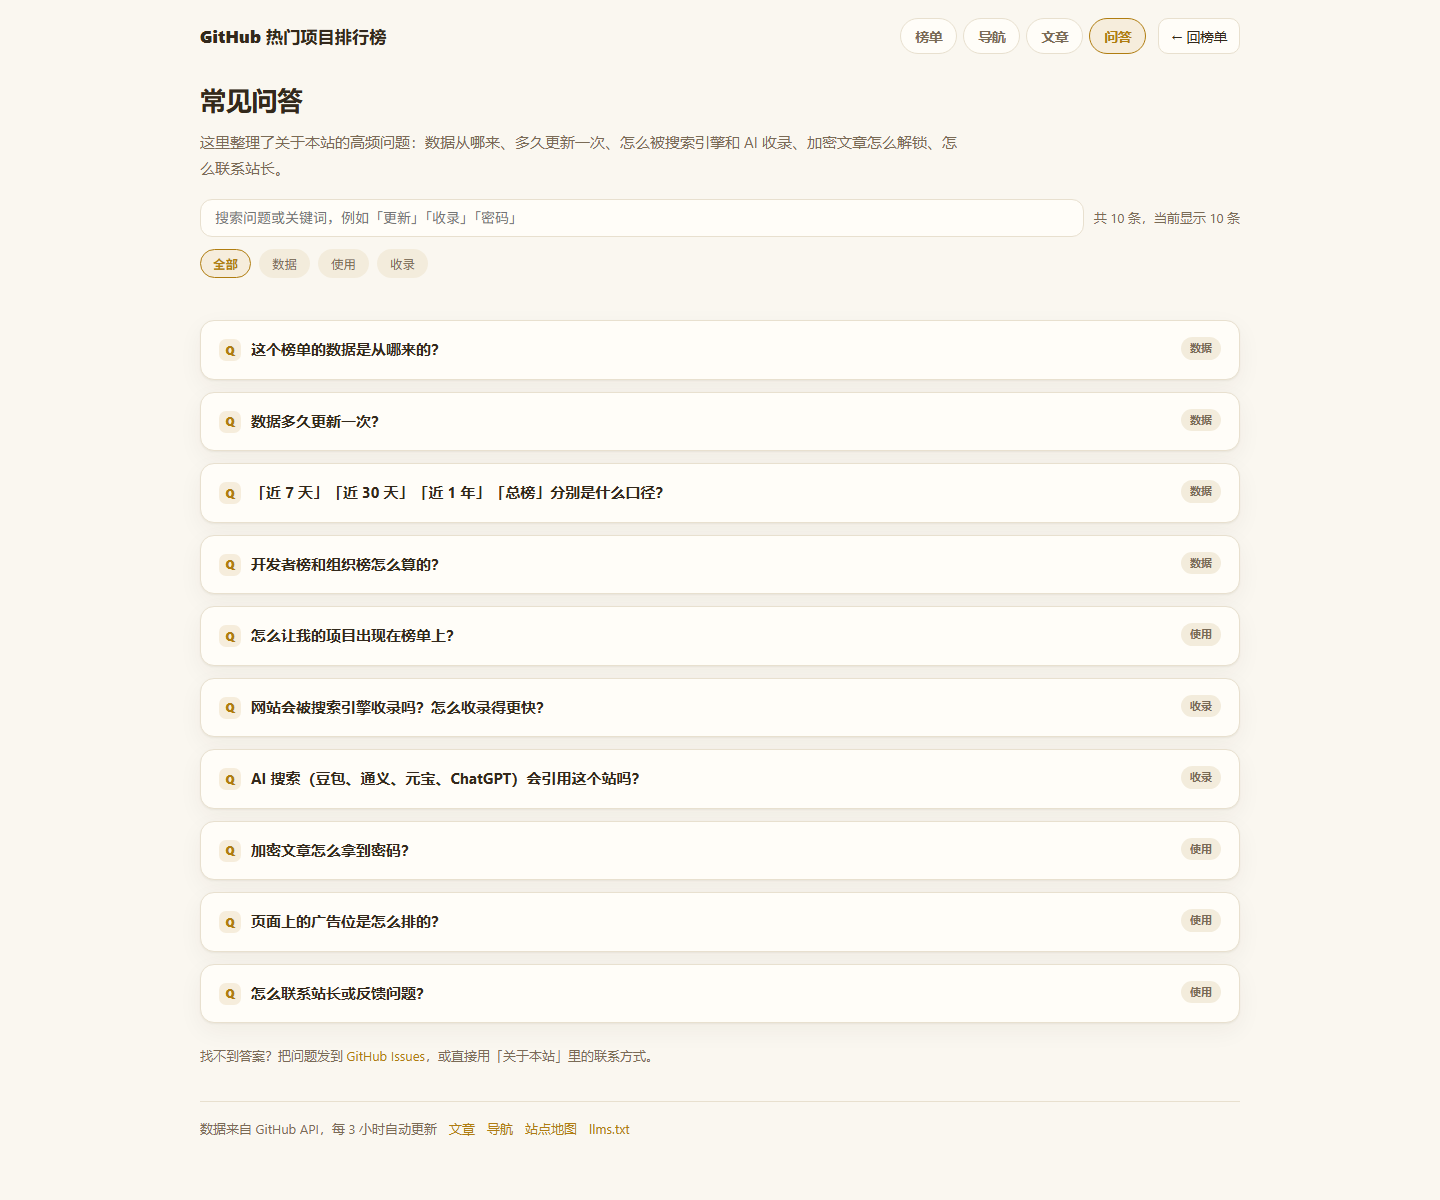 GitHub 热门项目排行榜
榜单 导航 文章 问答 ← 回榜单
常见问答
这里整理了关于本站的高频问题：数据从哪来、多久更新一次、怎么被搜索引擎和 AI 收录、加密文章怎么解锁、怎
么联系站长。
搜索问题或关键词，例如「更新」「收录」「密码」
共 10 条，当前显示 10 条
全部 数据 使用 收录
Q 这个榜单的数据是从哪来的？ 数据
Q 数据多久更新一次？ 数据
Q 「近 7 天」「近 30 天」「近 1 年」「总榜」分别是什么口径？ 数据
Q 开发者榜和组织榜怎么算的？ 数据
Q 怎么让我的项目出现在榜单上？ 使用
Q 网站会被搜索引擎收录吗？怎么收录得更快？ 收录
Q AI 搜索（豆包、通义、元宝、ChatGPT）会引用这个站吗？ 收录
Q 加密文章怎么拿到密码？ 使用
Q 页面上的广告位是怎么排的？ 使用
Q 怎么联系站长或反馈问题？ 使用
找不到答案？把问题发到 GitHub Issues，或直接用「关于本站」里的联系方式。
数据来自 GitHub API，每 3 小时自动更新 文章 导航 站点地图 llms.txt